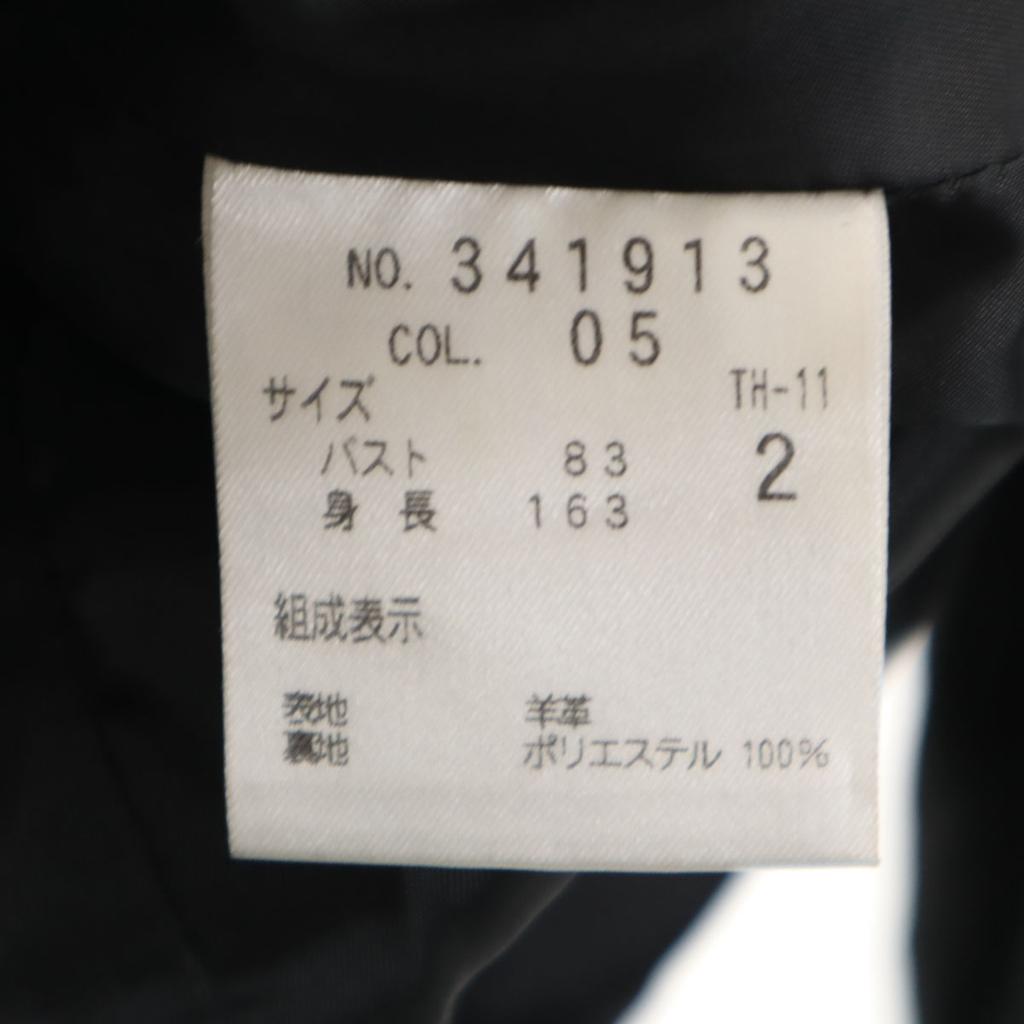 NO. 341913
COL. 05
サイズ TH-11
バスト 83 2
身長 163
組成表示
表地 羊革
裏地 ポリエステル 100%